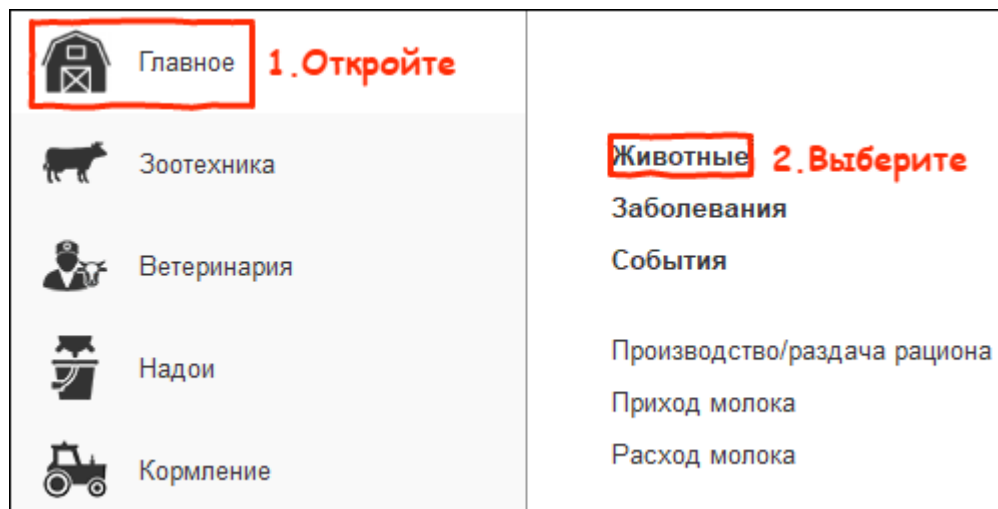 Главное
1.Откройте
Зоотехника
Ветеринария
Надои
Кормление
Животные
2.Выберите
Заболевания
События
Производство/раздача рациона
Приход молока
Расход молока